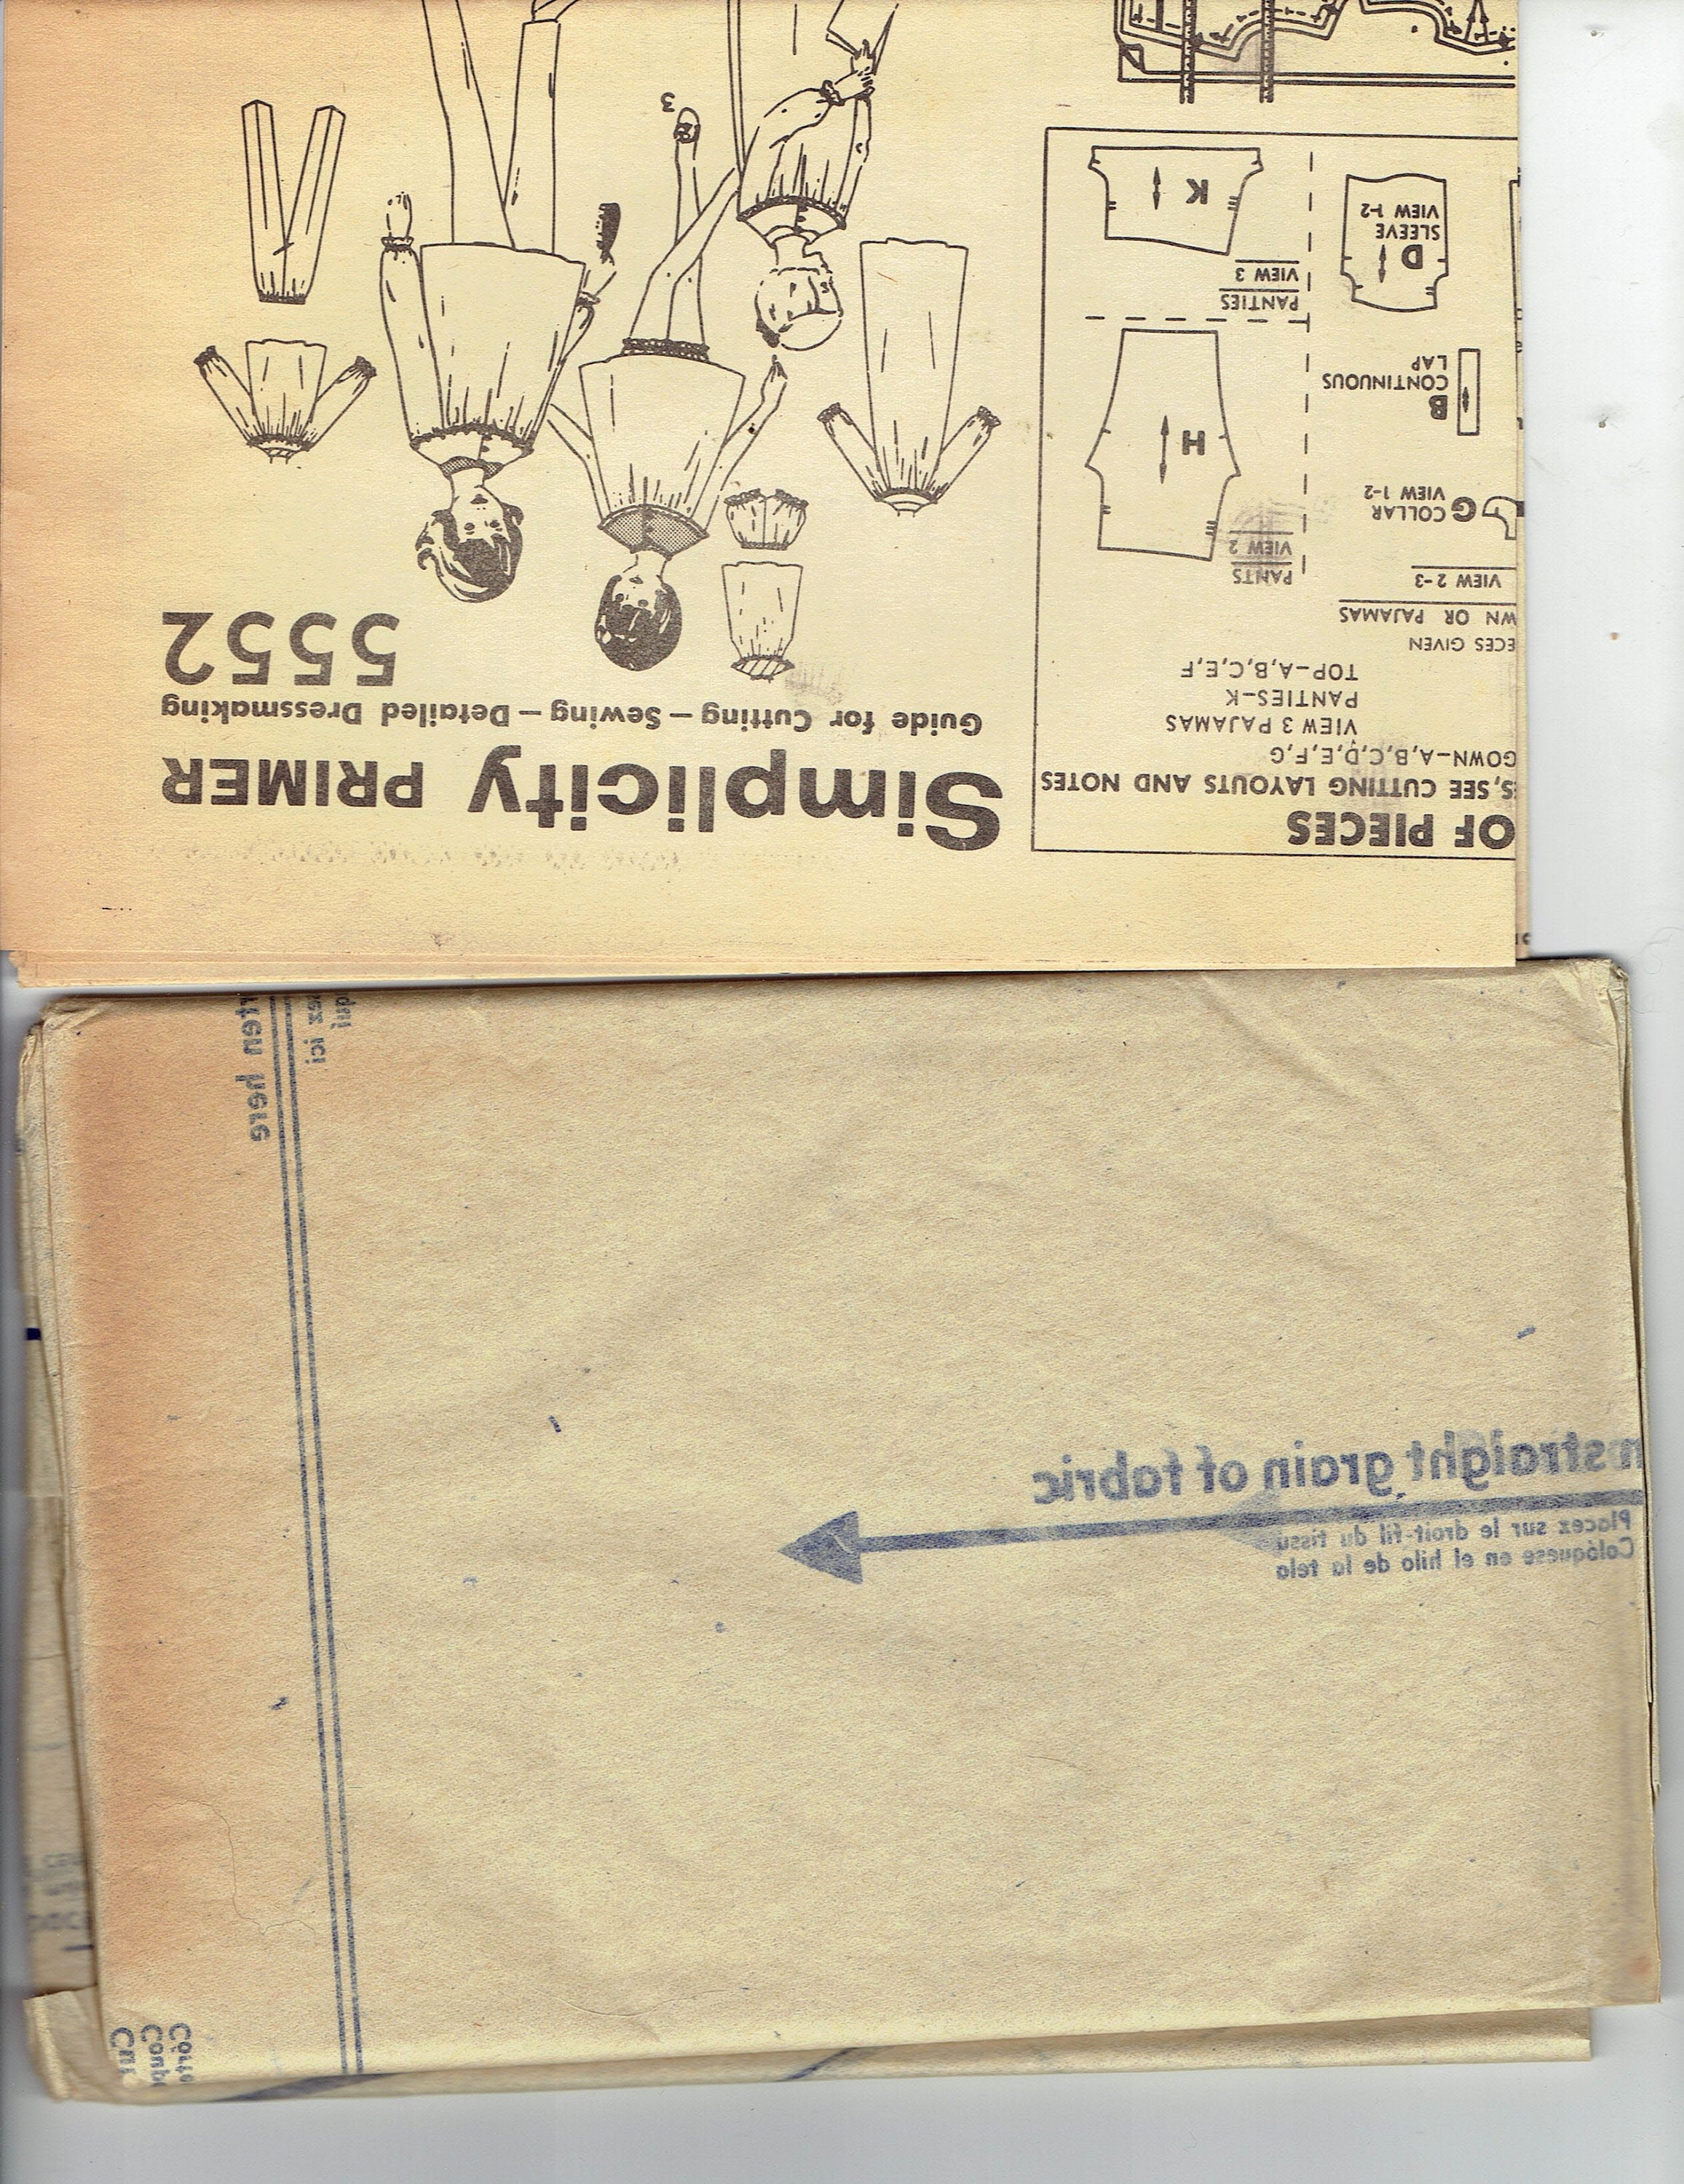 Simplicity PRIMER
Guide for Cutting – Sewing – Detailed Dressmaking
5552
3
OF PIECES
SEE CUTTING LAYOUTS AND NOTES
GOWN–A,B,C,D,E,F,G
VIEW 3 PAJAMAS
PANTIES–K
TOP–A,B,C,E,F
GIVEN
OR PAJAMAS
VIEW 2-3
G COLLAR
VIEW 1-2
B
CONTINUOUS
LAP
D
SLEEVE
VIEW 1-2
PANTS
VIEW 2
H
PANTIES
VIEW 3
K
here
ici
straight grain of fabric
Placez sur le droit-fil du tissu
Colóquese en el hilo de la tela